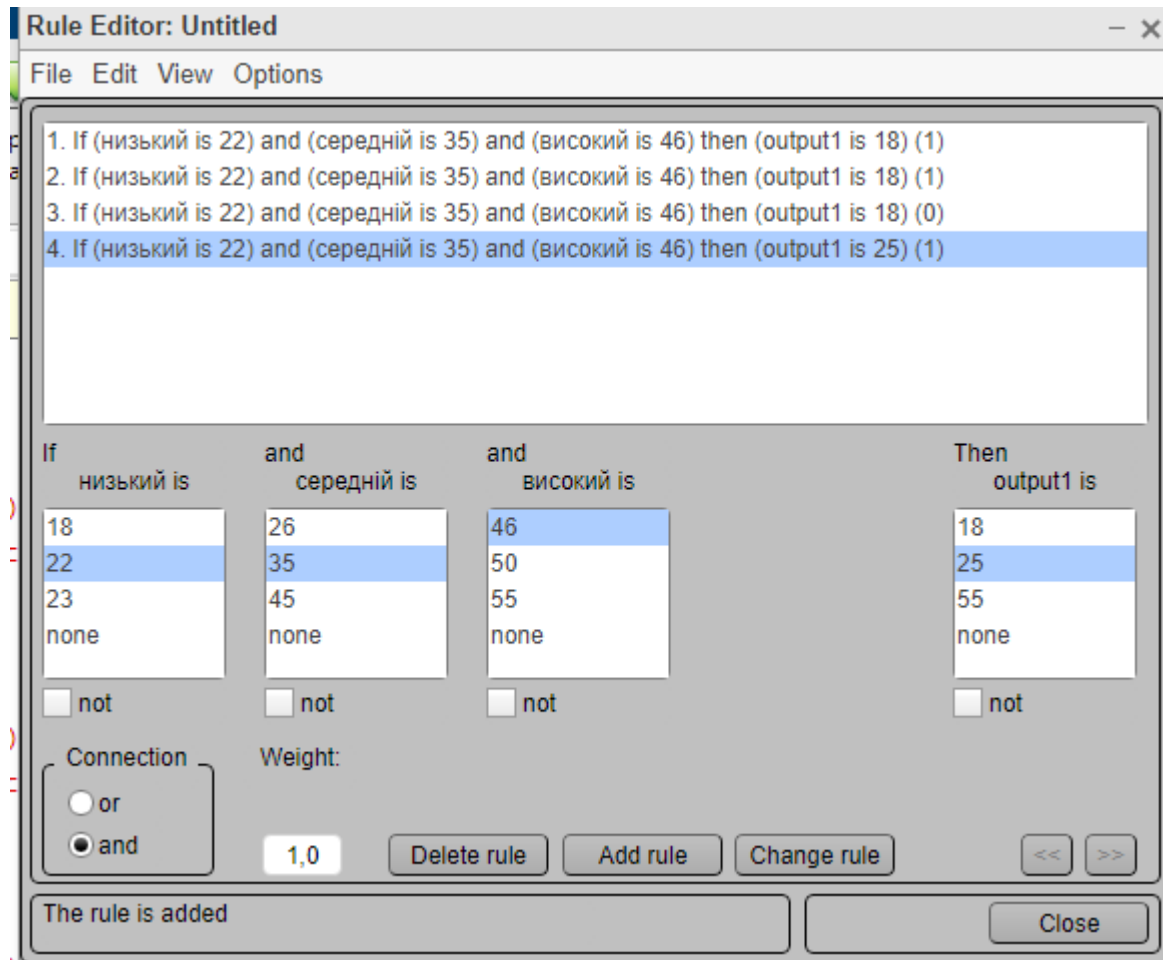 Rule Editor: Untitled
File Edit View Options
1. If (низький is 22) and (середній is 35) and (високий is 46) then (output1 is 18) (1)
2. If (низький is 22) and (середній is 35) and (високий is 46) then (output1 is 18) (1)
3. If (низький is 22) and (середній is 35) and (високий is 46) then (output1 is 18) (0)
4. If (низький is 22) and (середній is 35) and (високий is 46) then (output1 is 25) (1)
If and and Then
низький is середній is високий is output1 is
18 26 46 18
22 35 50 25
23 45 55 55
none none none none
not not not not
Connection Weight:
or
and 1,0 Delete rule Add rule Change rule << >>
The rule is added Close